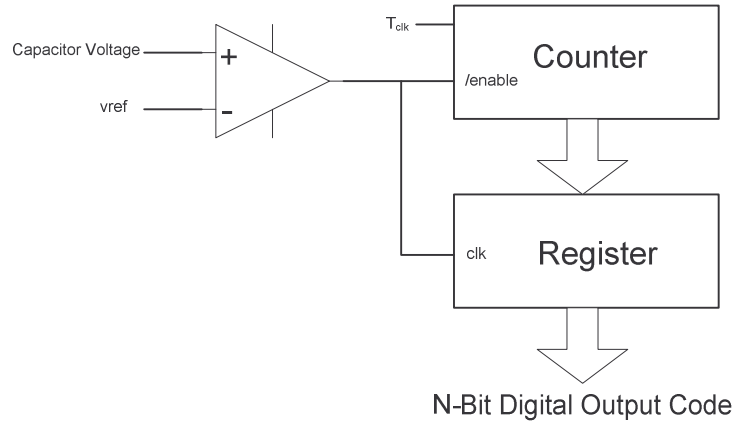 Capacitor Voltage
+
vref
-
Tclk
Counter
/enable
clk
Register
N-Bit Digital Output Code